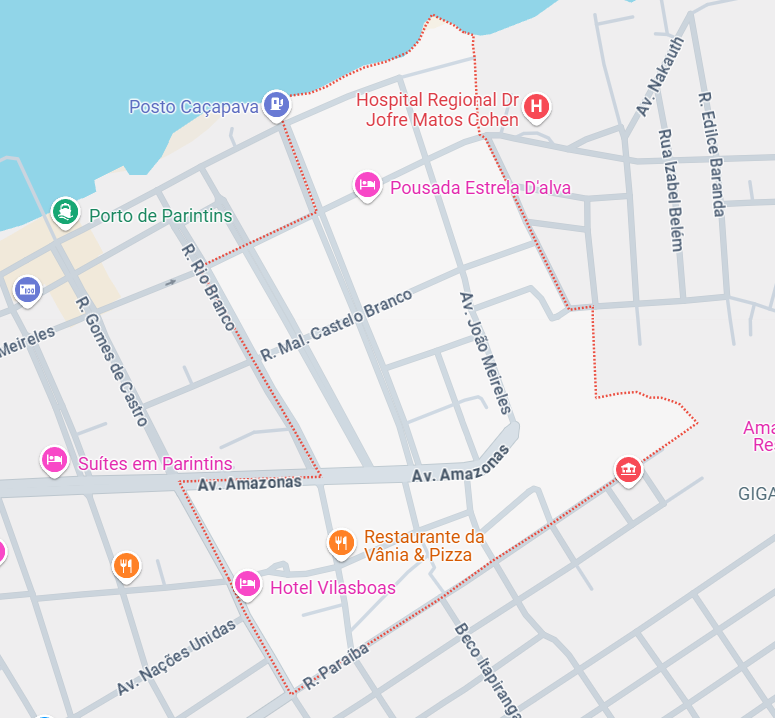 Av. Nakauth
Posto Caçapava
Hospital Regional Dr
Jofre Matos Cohen
H
R. Edilce Baranda
Rua Izabel Belém
Pousada Estrela D'alva
Porto de Parintins
R. Rio Branco
R. Mal. Castelo Branco
Av. João Meireles
R. Gomes de Castro
Meireles
Suítes em Parintins
Av. Amazonas
Av. Amazonas
Ama
Res
GIGA
Restaurante da
Vânia & Pizza
Hotel Vilasboas
Av. Nações Unidas
R. Paraíba
Beco Itapiranga